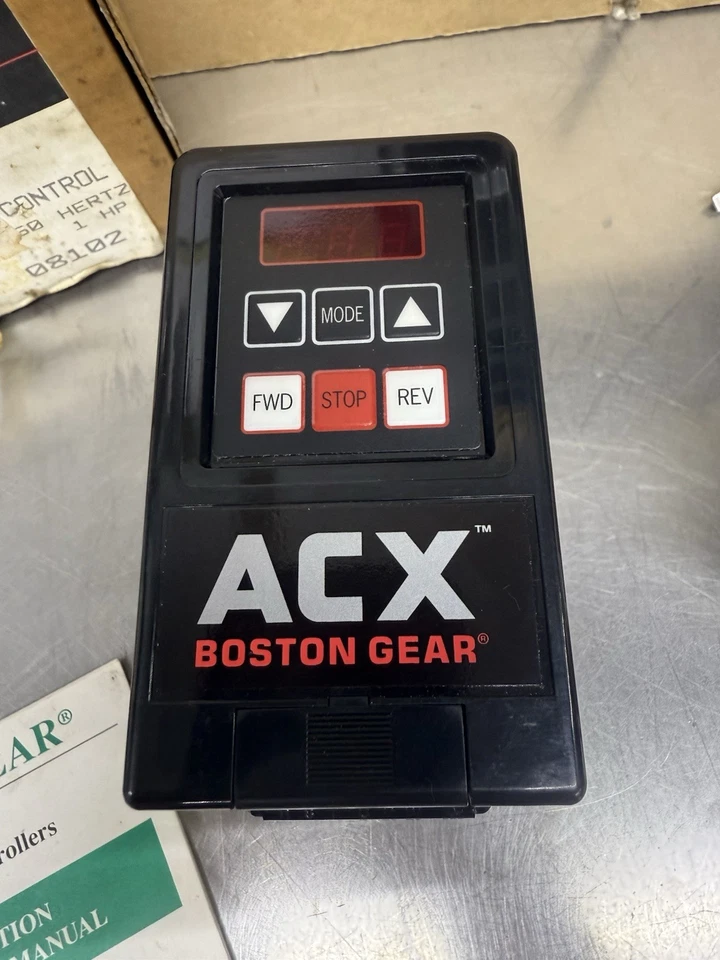 CONTROL
60 HERTZ
1 HP
08102
MODE
FWD STOP REV
ACX™
BOSTON GEAR®
EAR®
rollers
TION
MANUAL